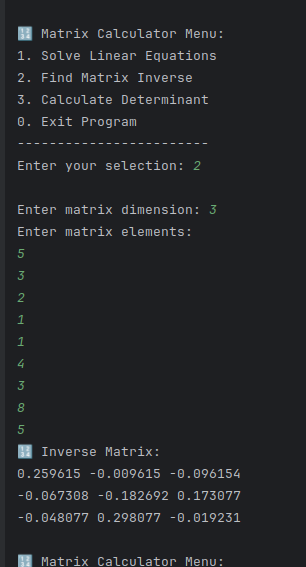 🔢 Matrix Calculator Menu:
1. Solve Linear Equations
2. Find Matrix Inverse
3. Calculate Determinant
0. Exit Program
------------------------
Enter your selection: 2
Enter matrix dimension: 3
Enter matrix elements:
5
3
2
1
1
4
3
8
5
🔢 Inverse Matrix:
0.259615 -0.009615 -0.096154
-0.067308 -0.182692 0.173077
-0.048077 0.298077 -0.019231
🔢 Matrix Calculator Menu: